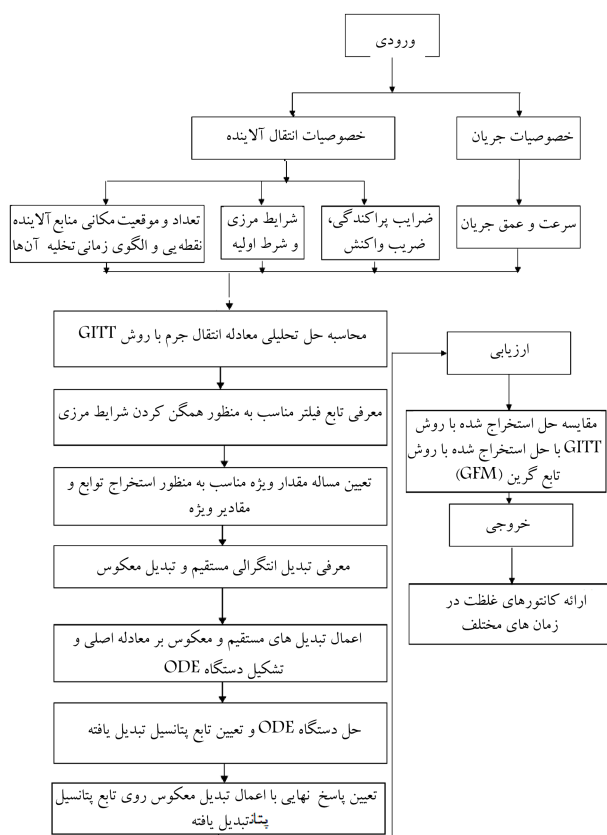 ورودی
خصوصیات جریان
خصوصیات انتقال آلاینده
سرعت و عمق جریان
ضرایب پراکندگی،
ضریب واکنش
شرایط مرزی
و شرط اولیه
تعداد و موقعیت مکانی منابع آلاینده
نقطه‌یی و الگوی زمانی تخلیه آن‌ها
محاسبه حل تحلیلی معادله انتقال جرم با روش GITT
معرفی تابع فیلتر مناسب به منظور همگن کردن شرایط مرزی
تعیین مساله مقدار ویژه مناسب به منظور استخراج توابع و
مقادیر ویژه
معرفی تبدیل انتگرالی مستقیم و تبدیل معکوس
اعمال تبدیل های مستقیم و معکوس بر معادله اصلی و
تشکیل دستگاه ODE
حل دستگاه ODE و تعیین تابع پتانسیل تبدیل یافته
تعیین پاسخ نهایی با اعمال تبدیل معکوس روی تابع پتانسیل
پتانتبدیل یافته
ارزیابی
مقایسه حل استخراج شده با روش
GITT با حل استخراج شده با روش
تابع گرین (GFM)
خروجی
ارائه کانتورهای غلظت در
زمان های مختلف